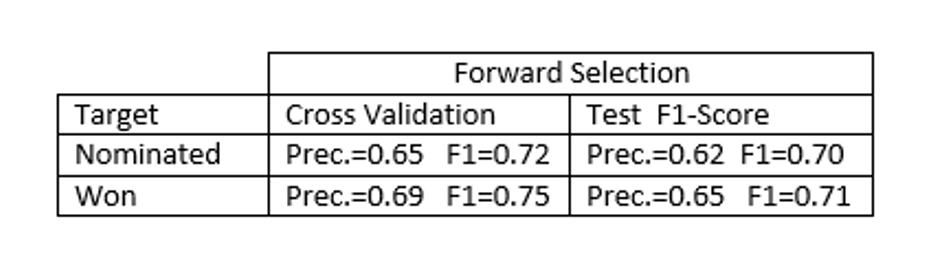 Forward Selection
Target Cross Validation Test F1-Score
Nominated Prec.=0.65 F1=0.72 Prec.=0.62 F1=0.70
Won Prec.=0.69 F1=0.75 Prec.=0.65 F1=0.71